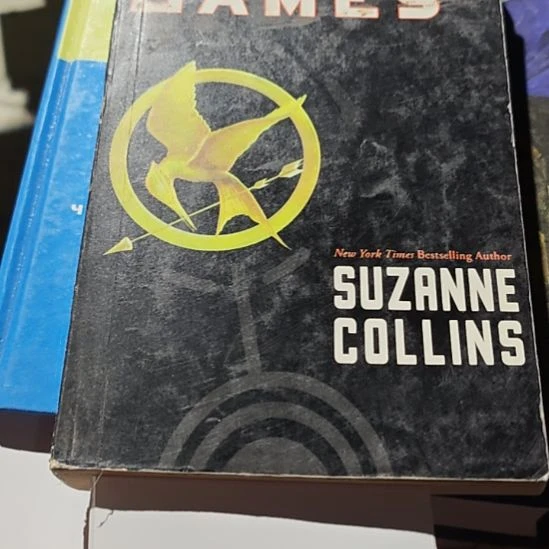 GAMES
New York Times Bestselling Author
SUZANNE
COLLINS